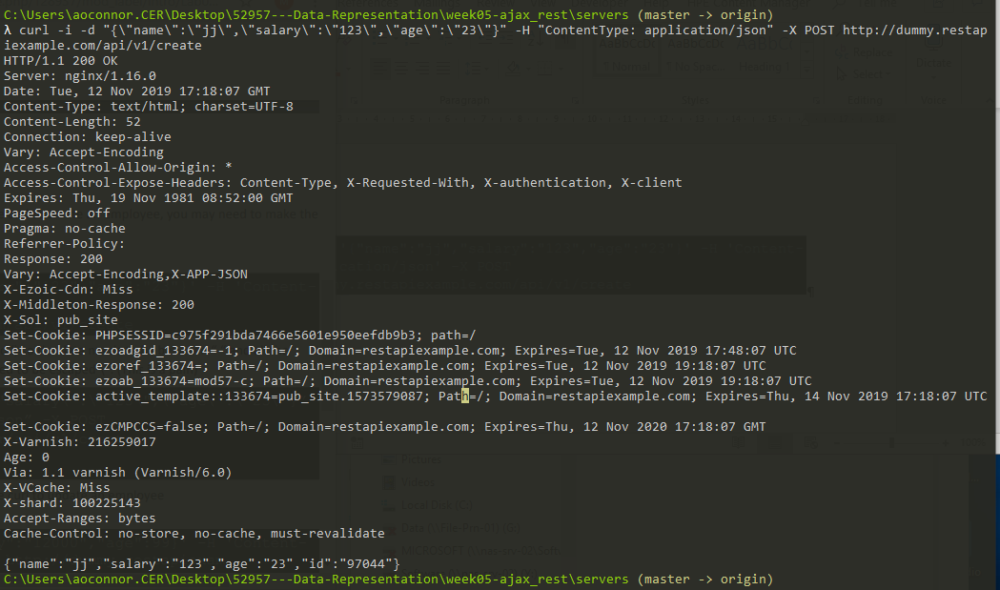 C:\Users\aoconnor.CER\Desktop\52957---Data-Representation\week05-ajax_rest\servers (master -> origin)
λ curl -i -d "{\"name\":\"jj\",\"salary\":\"123\",\"age\":\"23\"}" -H "ContentType: application/json" -X POST http://dummy.restap
iexample.com/api/v1/create
HTTP/1.1 200 OK
Server: nginx/1.16.0
Date: Tue, 12 Nov 2019 17:18:07 GMT
Content-Type: text/html; charset=UTF-8
Content-Length: 52
Connection: keep-alive
Vary: Accept-Encoding
Access-Control-Allow-Origin: *
Access-Control-Expose-Headers: Content-Type, X-Requested-With, X-authentication, X-client
Expires: Thu, 19 Nov 1981 08:52:00 GMT
PageSpeed: off
Pragma: no-cache
Referrer-Policy:
Response: 200
Vary: Accept-Encoding,X-APP-JSON
X-Ezoic-Cdn: Miss
X-Middleton-Response: 200
X-Sol: pub_site
Set-Cookie: PHPSESSID=c975f291bda7466e5601e950eefdb9b3; path=/
Set-Cookie: ezoadgid_133674=-1; Path=/; Domain=restapiexample.com; Expires=Tue, 12 Nov 2019 17:48:07 UTC
Set-Cookie: ezoref_133674=; Path=/; Domain=restapiexample.com; Expires=Tue, 12 Nov 2019 19:18:07 UTC
Set-Cookie: ezoab_133674=mod57-c; Path=/; Domain=restapiexample.com; Expires=Tue, 12 Nov 2019 19:18:07 UTC
Set-Cookie: active_template::133674=pub_site.1573579087; Path=/; Domain=restapiexample.com; Expires=Thu, 14 Nov 2019 17:18:07 UTC
Set-Cookie: ezCMPCCS=false; Path=/; Domain=restapiexample.com; Expires=Thu, 12 Nov 2020 17:18:07 GMT
X-Varnish: 216259017
Age: 0
Via: 1.1 varnish (Varnish/6.0)
X-VCache: Miss
X-shard: 100225143
Accept-Ranges: bytes
Cache-Control: no-store, no-cache, must-revalidate
{"name":"jj","salary":"123","age":"23","id":"97044"}
C:\Users\aoconnor.CER\Desktop\52957---Data-Representation\week05-ajax_rest\servers (master -> origin)